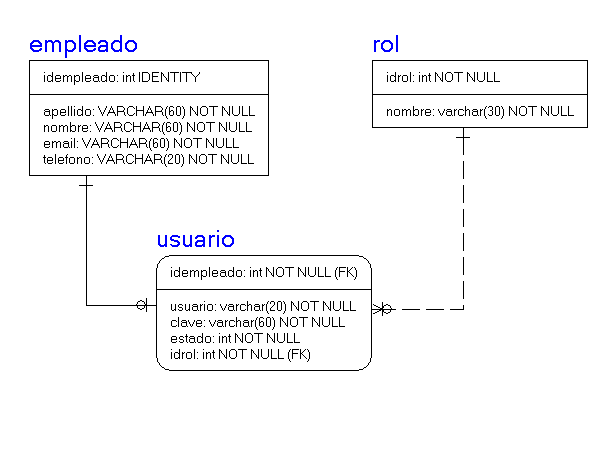 empleado
idempleado: int IDENTITY
apellido: VARCHAR(60) NOT NULL
nombre: VARCHAR(60) NOT NULL
email: VARCHAR(60) NOT NULL
telefono: VARCHAR(20) NOT NULL
rol
idrol: int NOT NULL
nombre: varchar(30) NOT NULL
usuario
idempleado: int NOT NULL (FK)
usuario: varchar(20) NOT NULL
clave: varchar(60) NOT NULL
estado: int NOT NULL
idrol: int NOT NULL (FK)